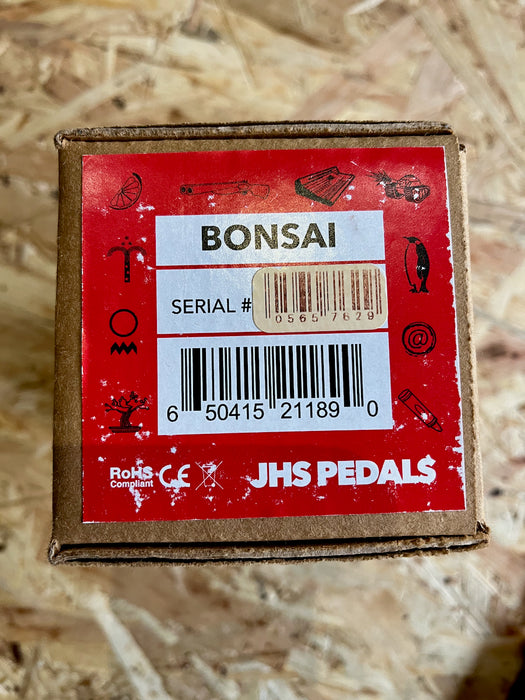 BONSAI
SERIAL #
0565 7629
6 50415 21189 0
@
RoHS
Compliant
CE
JHS PEDALS